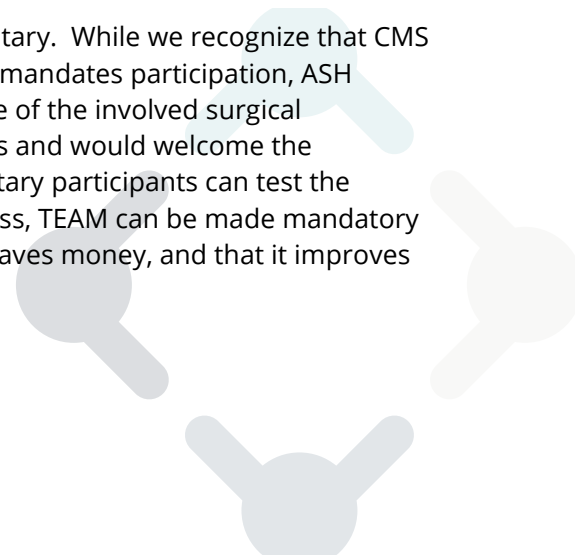 tary.  While we recognize that CMS
mandates participation, ASH
e of the involved surgical
s and would welcome the
tary participants can test the
ss, TEAM can be made mandatory
aves money, and that it improves